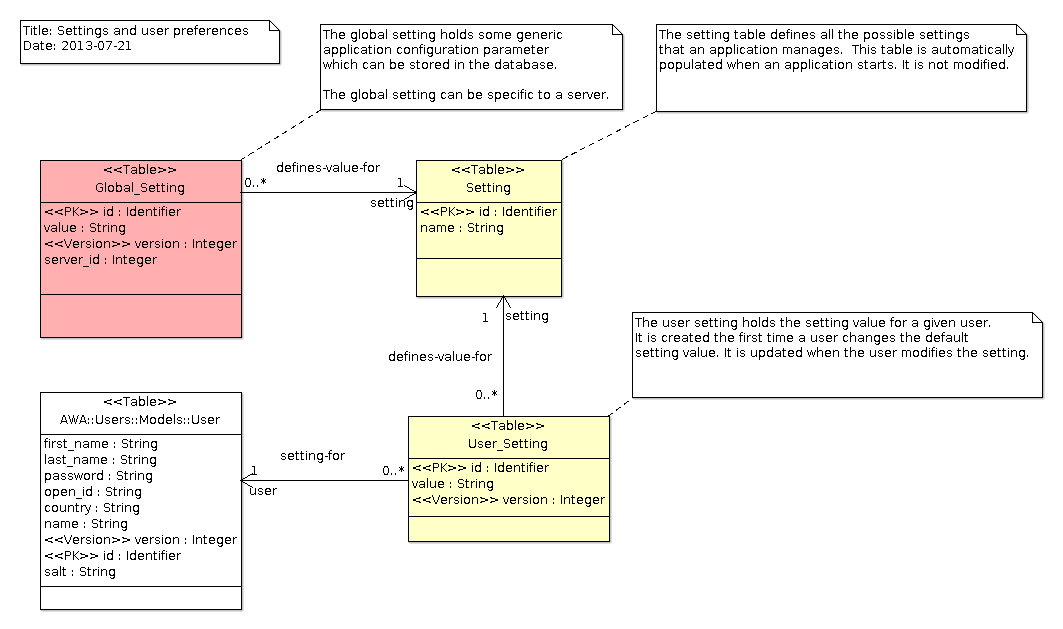 Title: Settings and user preferences
Date: 2013-07-21
The global setting holds some generic
application configuration parameter
which can be stored in the database.
The global setting can be specific to a server.
The setting table defines all the possible settings
that an application manages.  This table is automatically
populated when an application starts. It is not modified.
<<Table>>
Global_Setting
<<PK>> id : Identifier
value : String
<<Version>> version : Integer
server_id : Integer
defines-value-for
0..*
1
setting
<<Table>>
Setting
<<PK>> id : Identifier
name : String
1
setting
defines-value-for
0..*
The user setting holds the setting value for a given user.
It is created the first time a user changes the default
setting value. It is updated when the user modifies the setting.
<<Table>>
AWA::Users::Models::User
first_name : String
last_name : String
password : String
open_id : String
country : String
name : String
<<Version>> version : Integer
<<PK>> id : Identifier
salt : String
setting-for
1
0..*
user
<<Table>>
User_Setting
<<PK>> id : Identifier
value : String
<<Version>> version : Integer